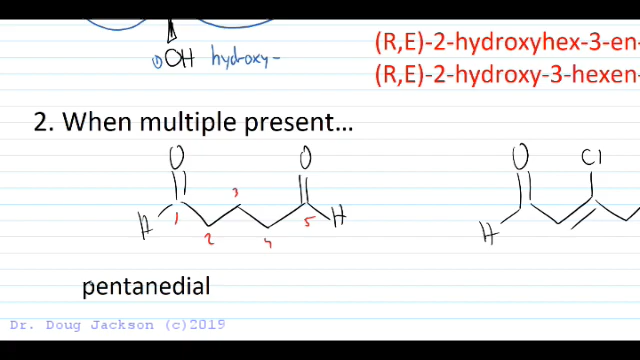 ① OH hydroxy-
(R,E)-2-hydroxyhex-3-en-
(R,E)-2-hydroxy-3-hexen-
2. When multiple present…
O O O Cl
H 1 2 3 4 5 H H
pentanedial
Dr. Doug Jackson (c)2019